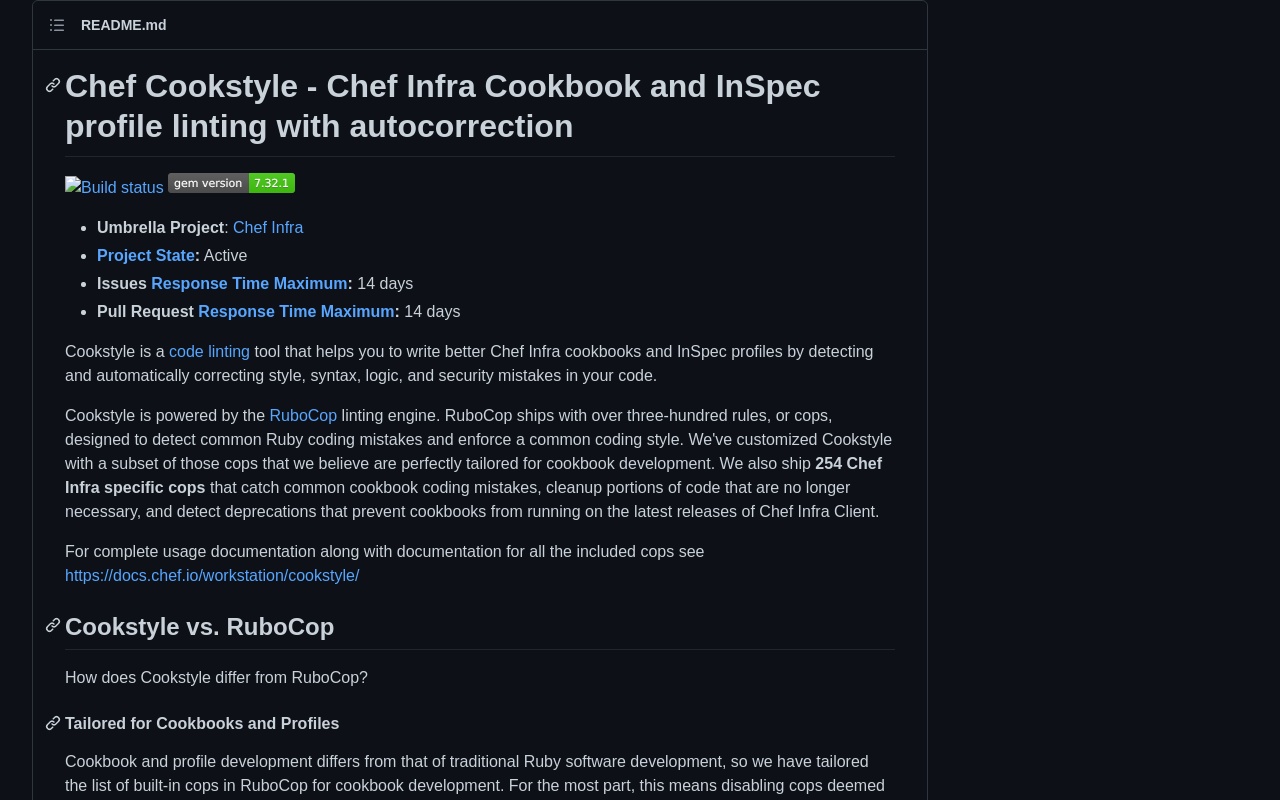 README.md
Chef Cookstyle - Chef Infra Cookbook and InSpec
profile linting with autocorrection
Build status gem version 7.32.1
Umbrella Project: Chef Infra
Project State: Active
Issues Response Time Maximum: 14 days
Pull Request Response Time Maximum: 14 days
Cookstyle is a code linting tool that helps you to write better Chef Infra cookbooks and InSpec profiles by detecting
and automatically correcting style, syntax, logic, and security mistakes in your code.
Cookstyle is powered by the RuboCop linting engine. RuboCop ships with over three-hundred rules, or cops,
designed to detect common Ruby coding mistakes and enforce a common coding style. We've customized Cookstyle
with a subset of those cops that we believe are perfectly tailored for cookbook development. We also ship 254 Chef
Infra specific cops that catch common cookbook coding mistakes, cleanup portions of code that are no longer
necessary, and detect deprecations that prevent cookbooks from running on the latest releases of Chef Infra Client.
For complete usage documentation along with documentation for all the included cops see
https://docs.chef.io/workstation/cookstyle/
Cookstyle vs. RuboCop
How does Cookstyle differ from RuboCop?
Tailored for Cookbooks and Profiles
Cookbook and profile development differs from that of traditional Ruby software development, so we have tailored
the list of built-in cops in RuboCop for cookbook development. For the most part, this means disabling cops deemed